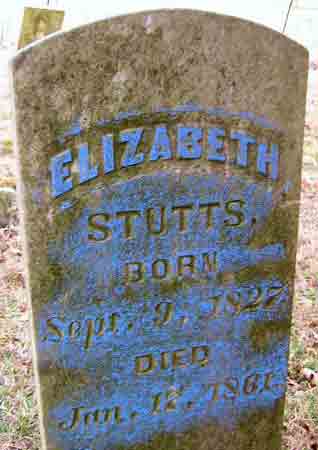 ELIZABETH
STUTTS.
BORN
Sept. 9, 1827
DIED
Jan. 12, 1861.